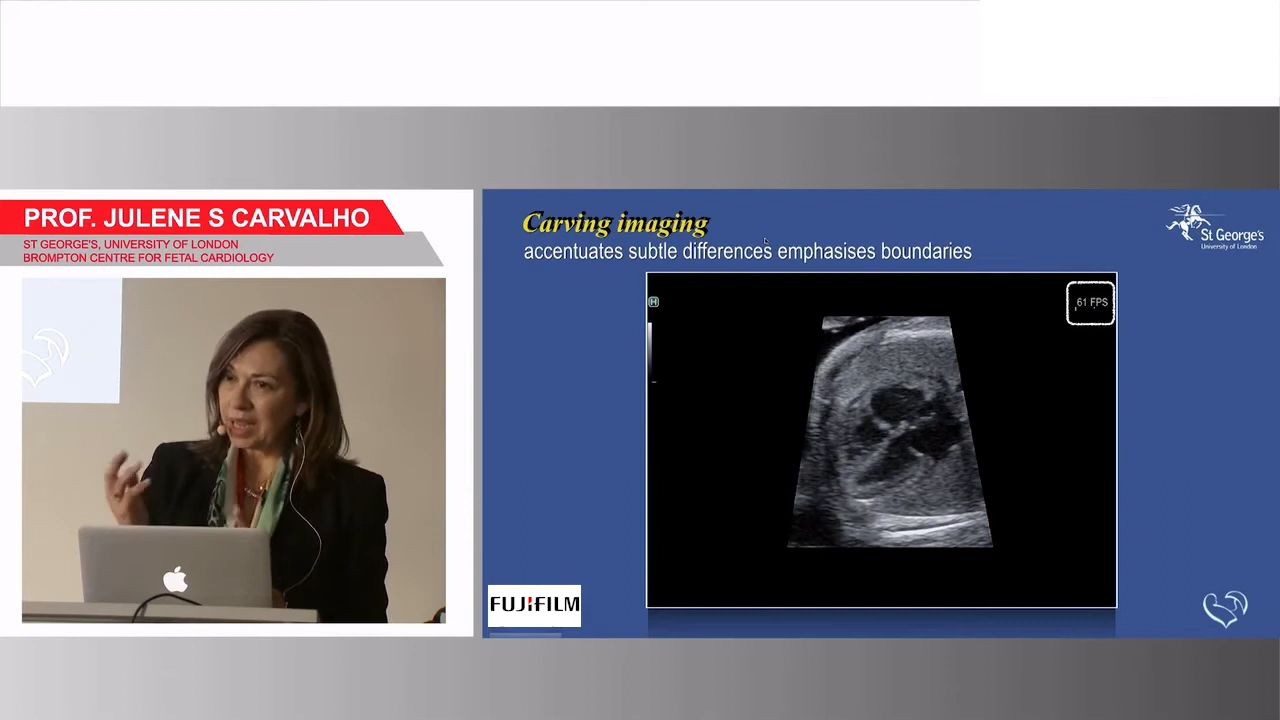 PROF. JULENE S CARVALHO
ST GEORGE'S, UNIVERSITY OF LONDON
BROMPTON CENTRE FOR FETAL CARDIOLOGY
Carving imaging
accentuates subtle differences emphasises boundaries
St George's
University of London
H
61 FPS
FUJIFILM